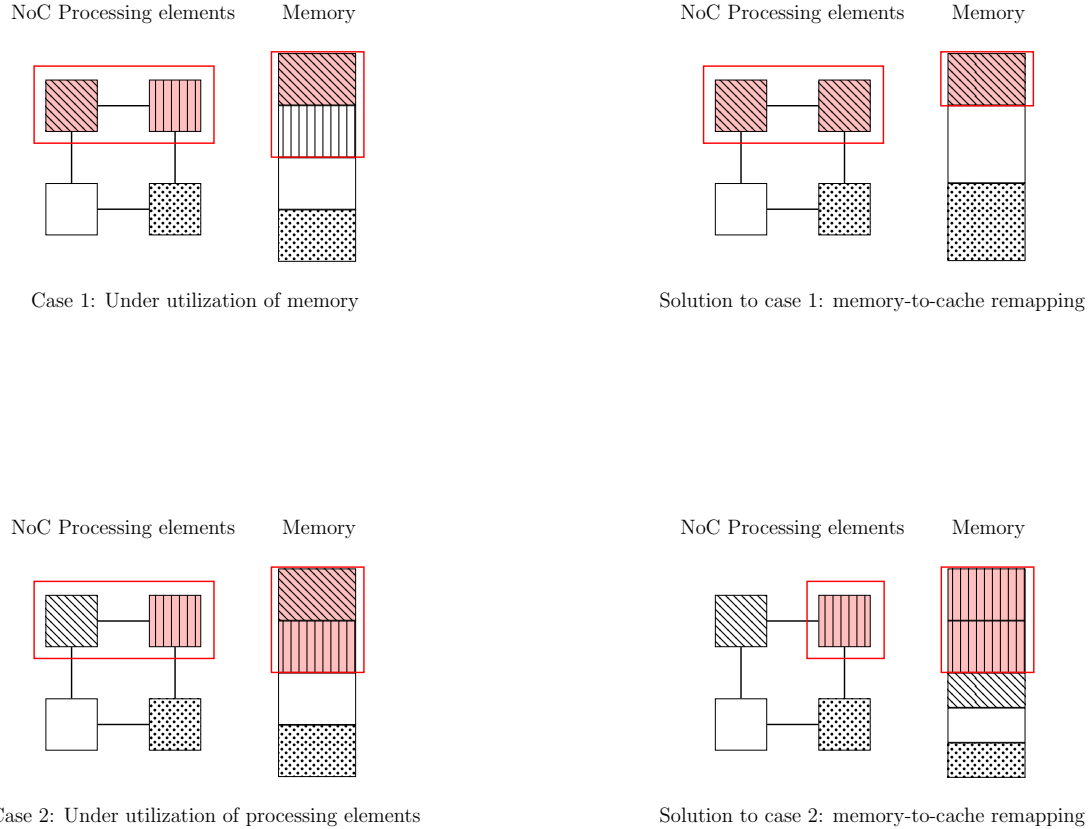 NoC Processing elements Memory
NoC Processing elements Memory
Case 1: Under utilization of memory
Solution to case 1: memory-to-cache remapping
NoC Processing elements Memory
NoC Processing elements Memory
Case 2: Under utilization of processing elements
Solution to case 2: memory-to-cache remapping